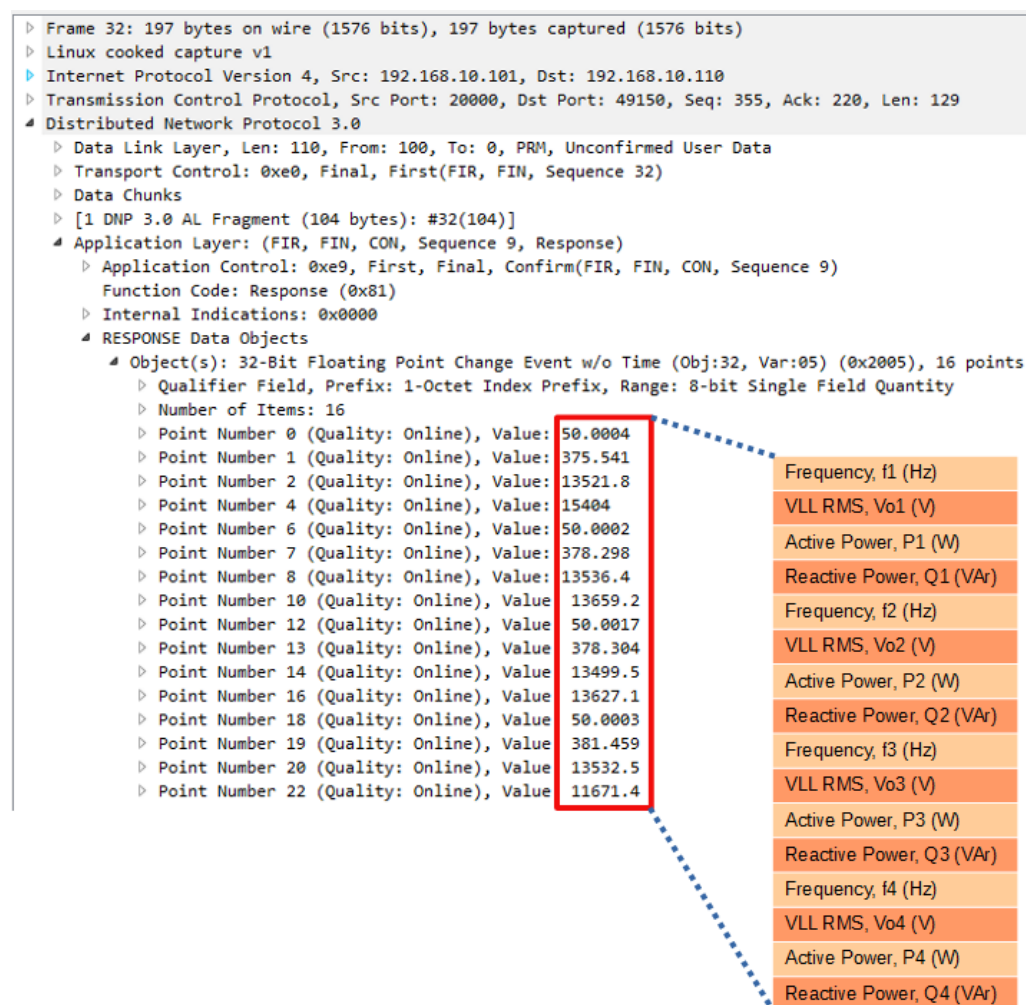 Frame 32: 197 bytes on wire (1576 bits), 197 bytes captured (1576 bits)
Linux cooked capture v1
Internet Protocol Version 4, Src: 192.168.10.101, Dst: 192.168.10.110
Transmission Control Protocol, Src Port: 20000, Dst Port: 49150, Seq: 355, Ack: 220, Len: 129
Distributed Network Protocol 3.0
Data Link Layer, Len: 110, From: 100, To: 0, PRM, Unconfirmed User Data
Transport Control: 0xe0, Final, First(FIR, FIN, Sequence 32)
Data Chunks
[1 DNP 3.0 AL Fragment (104 bytes): #32(104)]
Application Layer: (FIR, FIN, CON, Sequence 9, Response)
Application Control: 0xe9, First, Final, Confirm(FIR, FIN, CON, Sequence 9)
Function Code: Response (0x81)
Internal Indications: 0x0000
RESPONSE Data Objects
Object(s): 32-Bit Floating Point Change Event w/o Time (Obj:32, Var:05) (0x2005), 16 points
Qualifier Field, Prefix: 1-Octet Index Prefix, Range: 8-bit Single Field Quantity
Number of Items: 16
Point Number 0 (Quality: Online), Value: 50.0004
Point Number 1 (Quality: Online), Value: 375.541
Point Number 2 (Quality: Online), Value: 13521.8
Point Number 4 (Quality: Online), Value: 15404
Point Number 6 (Quality: Online), Value: 50.0002
Point Number 7 (Quality: Online), Value: 378.298
Point Number 8 (Quality: Online), Value: 13536.4
Point Number 10 (Quality: Online), Value 13659.2
Point Number 12 (Quality: Online), Value 50.0017
Point Number 13 (Quality: Online), Value 378.304
Point Number 14 (Quality: Online), Value 13499.5
Point Number 16 (Quality: Online), Value 13627.1
Point Number 18 (Quality: Online), Value 50.0003
Point Number 19 (Quality: Online), Value 381.459
Point Number 20 (Quality: Online), Value 13532.5
Point Number 22 (Quality: Online), Value 11671.4
Frequency, f1 (Hz)
VLL RMS, Vo1 (V)
Active Power, P1 (W)
Reactive Power, Q1 (VAr)
Frequency, f2 (Hz)
VLL RMS, Vo2 (V)
Active Power, P2 (W)
Reactive Power, Q2 (VAr)
Frequency, f3 (Hz)
VLL RMS, Vo3 (V)
Active Power, P3 (W)
Reactive Power, Q3 (VAr)
Frequency, f4 (Hz)
VLL RMS, Vo4 (V)
Active Power, P4 (W)
Reactive Power, Q4 (VAr)